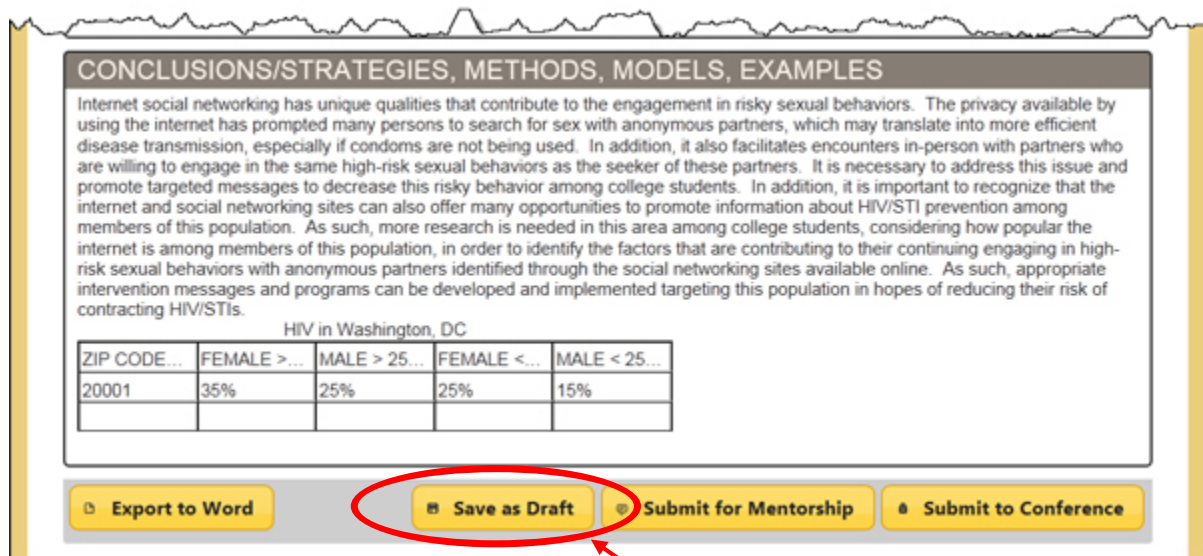 CONCLUSIONS/STRATEGIES, METHODS, MODELS, EXAMPLES
Internet social networking has unique qualities that contribute to the engagement in risky sexual behaviors. The privacy available by
using the internet has prompted many persons to search for sex with anonymous partners, which may translate into more efficient
disease transmission, especially if condoms are not being used. In addition, it also facilitates encounters in-person with partners who
are willing to engage in the same high-risk sexual behaviors as the seeker of these partners. It is necessary to address this issue and
promote targeted messages to decrease this risky behavior among college students. In addition, it is important to recognize that the
internet and social networking sites can also offer many opportunities to promote information about HIV/STI prevention among
members of this population. As such, more research is needed in this area among college students, considering how popular the
internet is among members of this population, in order to identify the factors that are contributing to their continuing engaging in high-
risk sexual behaviors with anonymous partners identified through the social networking sites available online. As such, appropriate
intervention messages and programs can be developed and implemented targeting this population in hopes of reducing their risk of
contracting HIV/STIs.
HIV in Washington, DC
ZIP CODE... FEMALE >... MALE > 25... FEMALE <... MALE < 25...
20001 35% 25% 25% 15%
Export to Word Save as Draft Submit for Mentorship Submit to Conference